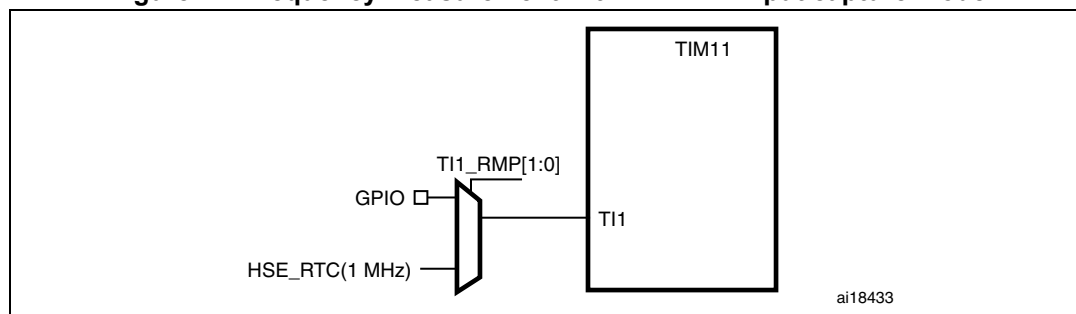 TIM11
TI1_RMP[1:0]
GPIO
TI1
HSE_RTC(1 MHz)
ai18433